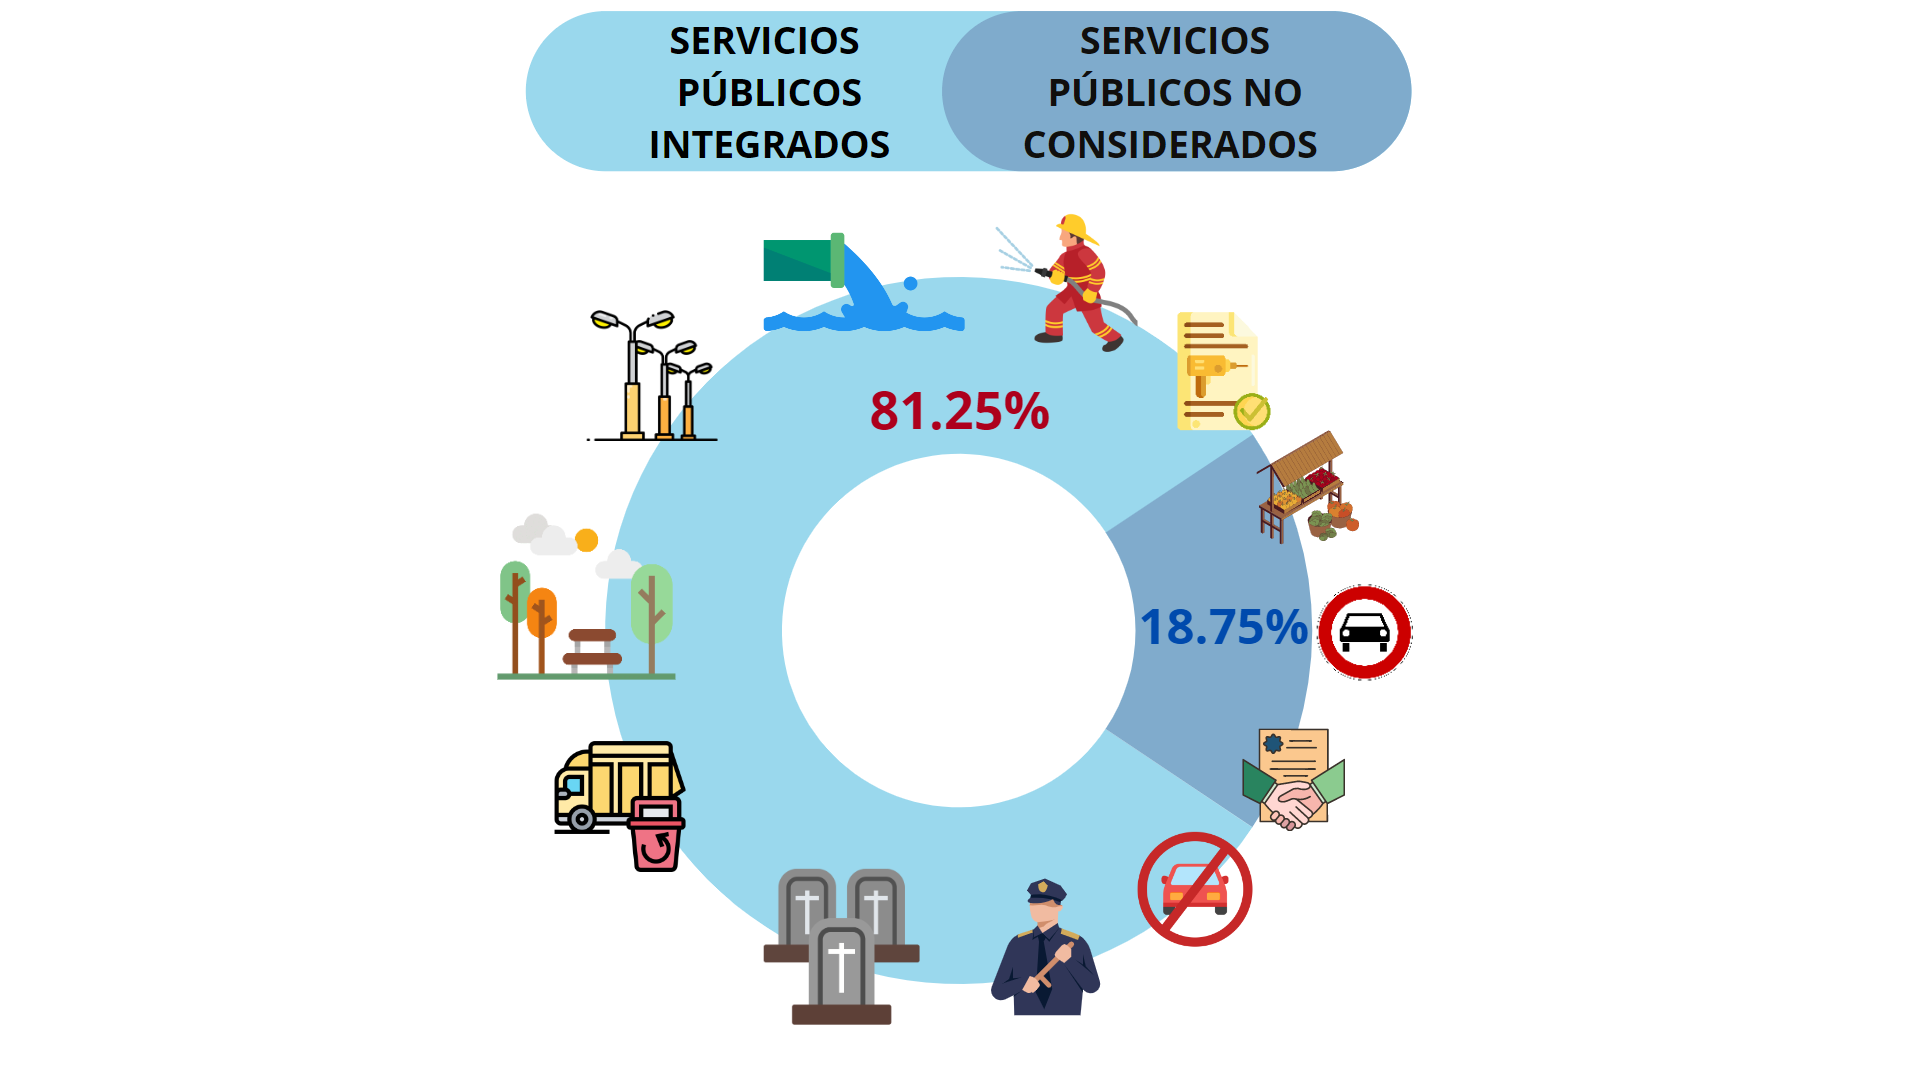 SERVICIOS
PÚBLICOS
INTEGRADOS
SERVICIOS
PÚBLICOS NO
CONSIDERADOS
81.25%
18.75%